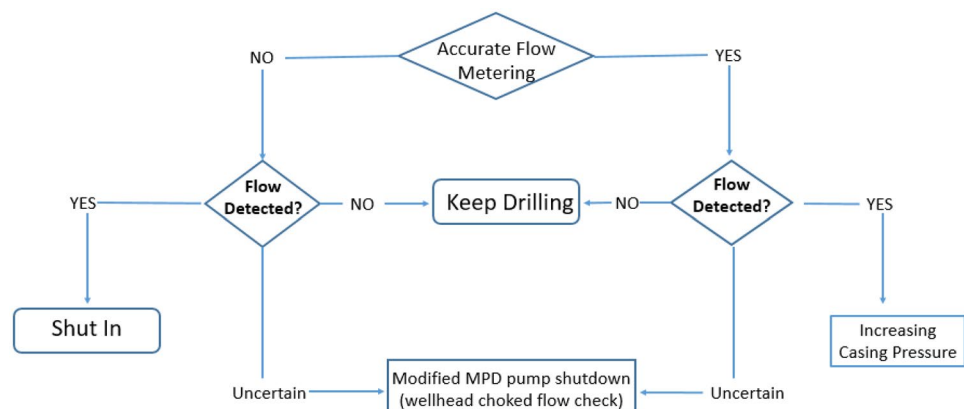 Accurate Flow
Metering
NO
YES
Flow
Detected?
Flow
Detected?
YES
NO
Keep Drilling
NO
YES
Shut In
Increasing
Casing Pressure
Uncertain
Modified MPD pump shutdown
(wellhead choked flow check)
Uncertain